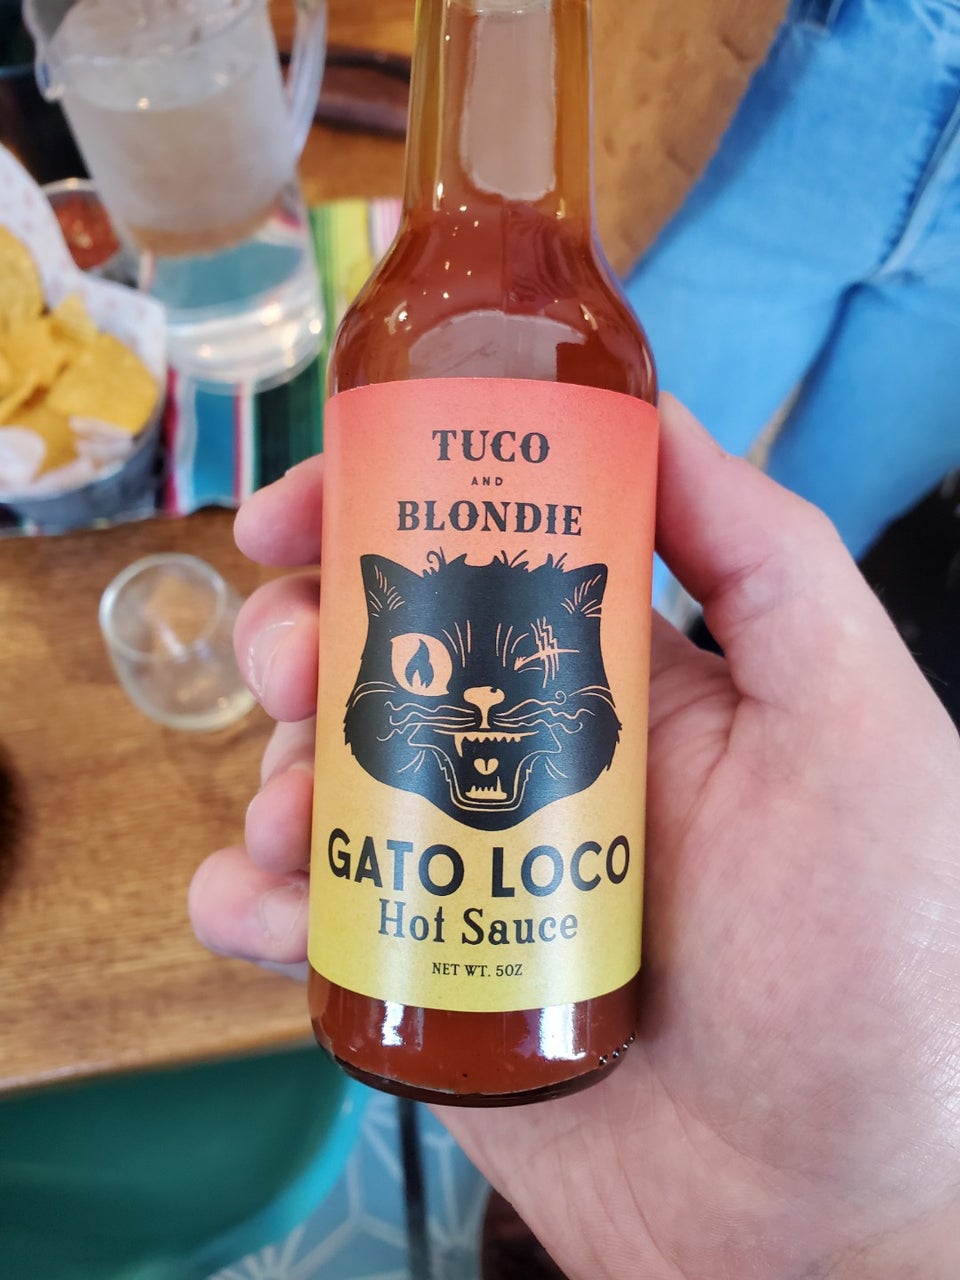 TUCO
AND
BLONDIE
GATO LOCO
Hot Sauce
NET WT. 5OZ